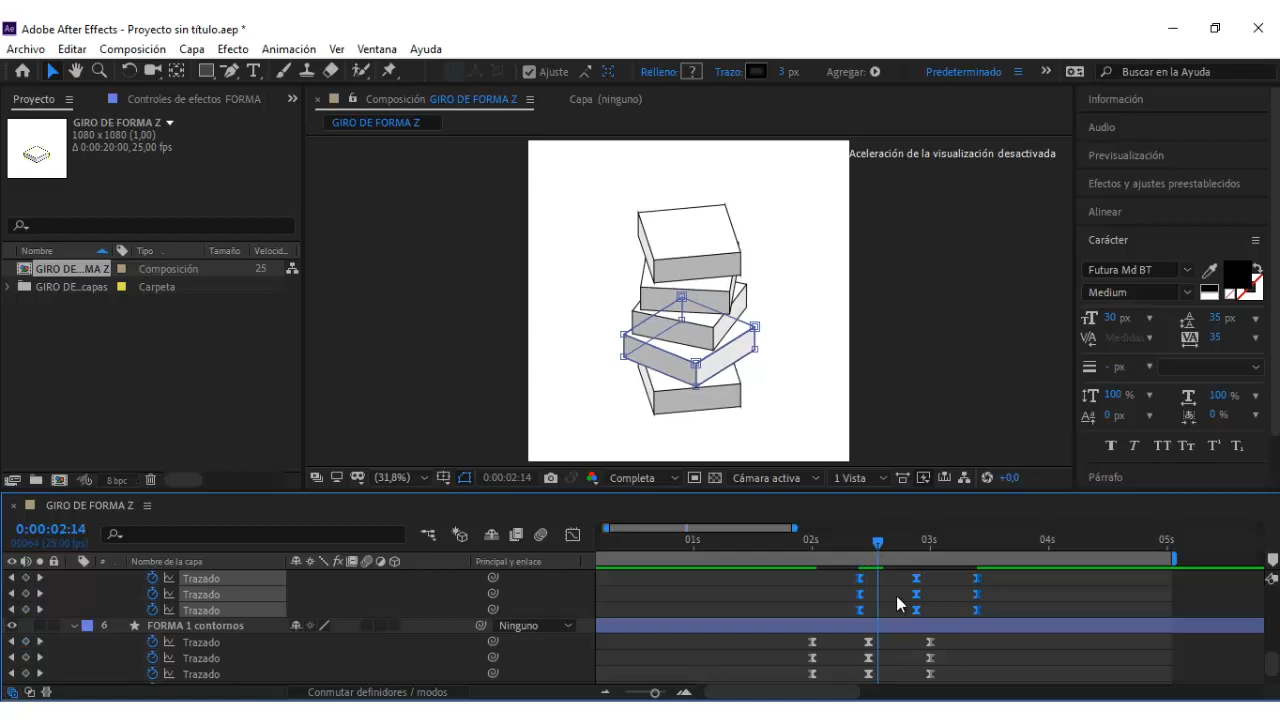 Adobe After Effects - Proyecto sin título.aep *
Archivo Editar Composición Capa Efecto Animación Ver Ventana Ayuda
Ajuste Relleno: ? Trazo: 3 px Agregar: Predeterminado Buscar en la Ayuda
Proyecto Controles de efectos FORMA Composición GIRO DE FORMA Z Capa (ninguno)
GIRO DE FORMA Z
1080 x 1080 (1,00)
Δ 0:00:20:00, 25,00 fps
GIRO DE FORMA Z
Aceleración de la visualización desactivada
Nombre Tipo Tamaño Velocid...
GIRO DE...MA Z Composición 25
GIRO DE...capas Carpeta
8 bpc
(31,8%) 0:00:02:14 Completa Cámara activa 1 Vista +0,0
Información
Audio
Previsualización
Efectos y ajustes preestablecidos
Alinear
Carácter
Futura Md BT
Medium
30 px 35 px
Medidas 35
- px
100 % 100 %
0 px 0 %
Párrafo
GIRO DE FORMA Z
0:00:02:14
00064 (25.00 fps)
01s 02s 03s 04s 05s
# Nombre de la capa Principal y enlace
Trazado
Trazado
Trazado
6 FORMA 1 contornos Ninguno
Trazado
Trazado
Trazado
Conmutar definidores / modos